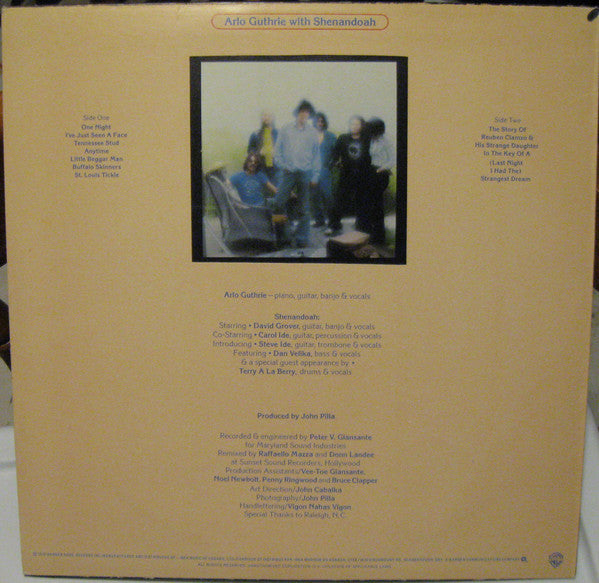 Arlo Guthrie with Shenandoah
Side One
One Night
I've Just Seen A Face
Tennessee Stud
Anytime
Little Beggar Man
Buffalo Skinners
St. Louis Tickle
Side Two
The Story Of
Reuben Clamzo &
His Strange Daughter
In The Key Of A
(Last Night
I Had The)
Strangest Dream
Arlo Guthrie – piano, guitar, banjo & vocals
Shenandoah:
Starring • David Grover, guitar, banjo & vocals
Co-Starring • Carol Ide, guitar, percussion & vocals
Introducing • Steve Ide, guitar, trombone & vocals
Featuring • Dan Velika, bass & vocals
& a special guest appearance by •
Terry A La Berry, drums & vocals
Produced by John Pilla
Recorded & engineered by Peter V. Giansante
for Maryland Sound Industries
Remixed by Raffaello Mazza and Donn Landee
at Sunset Sound Recorders, Hollywood
Production Assistants/Vee-Toe Giansante,
Noel Newbolt, Penny Ringwood and Bruce Clapper
Art Direction/John Cabalka
Photography/John Pilla
Handlettering/Vigon Nahas Vigon
Special Thanks to Raleigh, N.C.